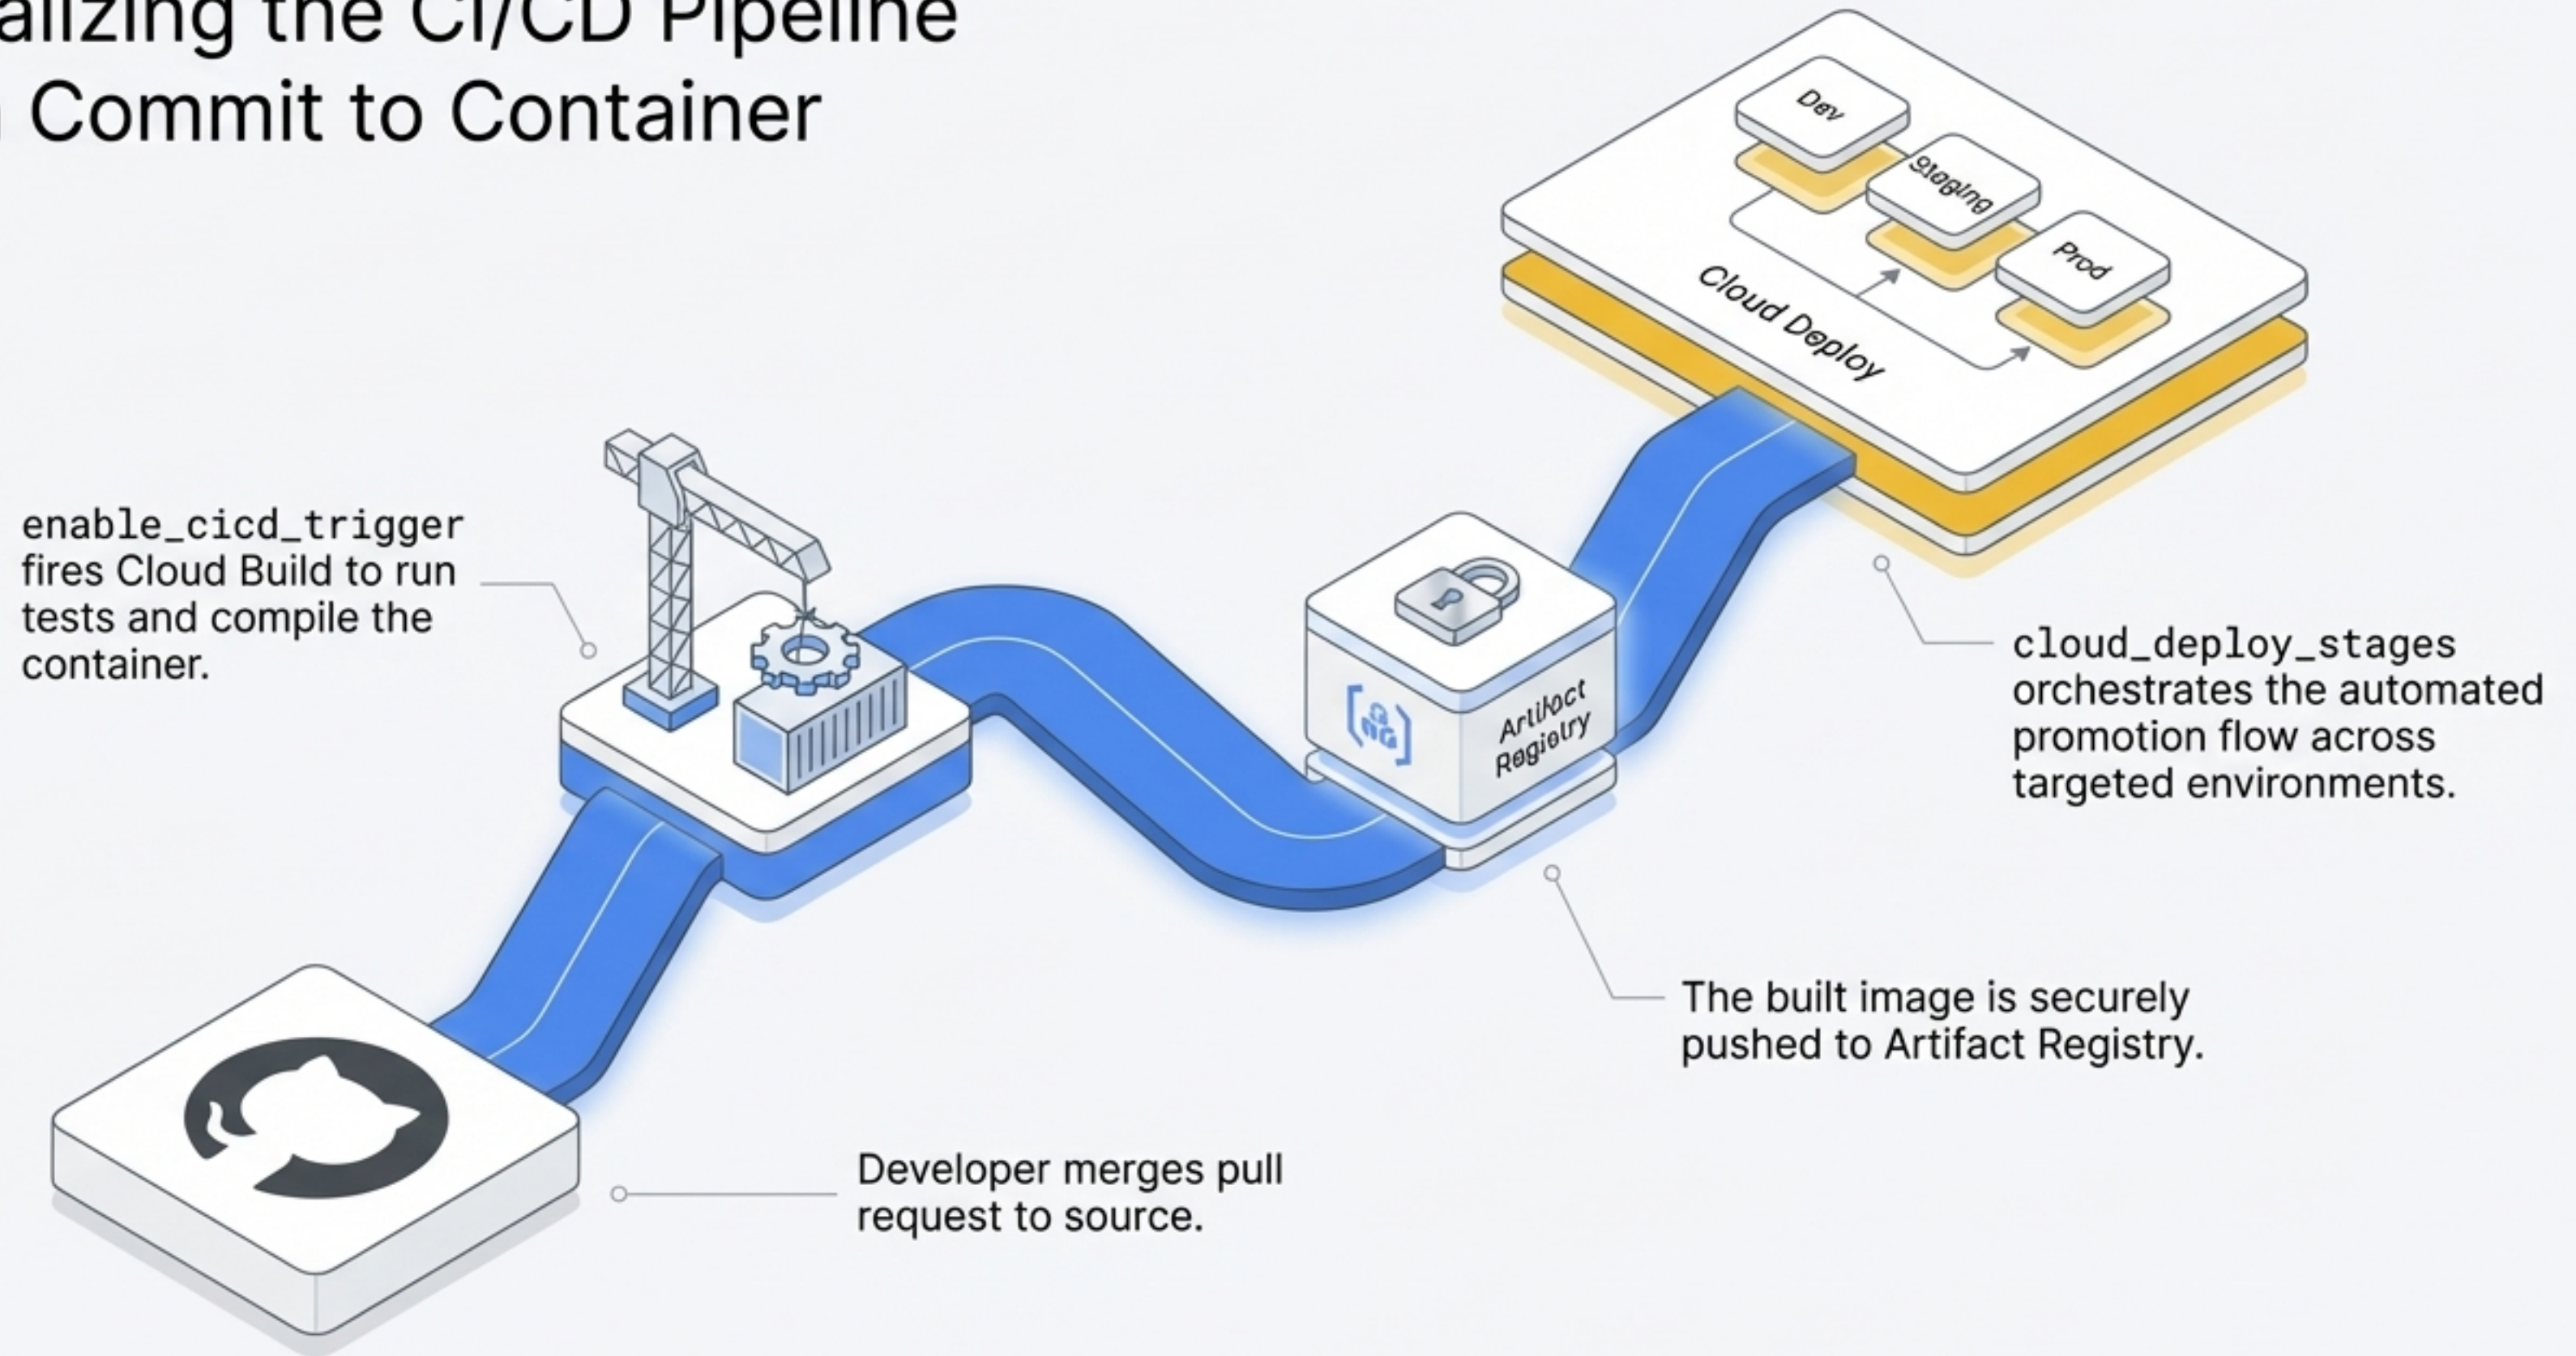 alizing the CI/CD Pipeline
Commit to Container
Dev
Staging
Prod
Cloud Deploy
enable_cicd_trigger
fires Cloud Build to run
tests and compile the
container.
Artifact
Registry
cloud_deploy_stages
orchestrates the automated
promotion flow across
targeted environments.
The built image is securely
pushed to Artifact Registry.
Developer merges pull
request to source.